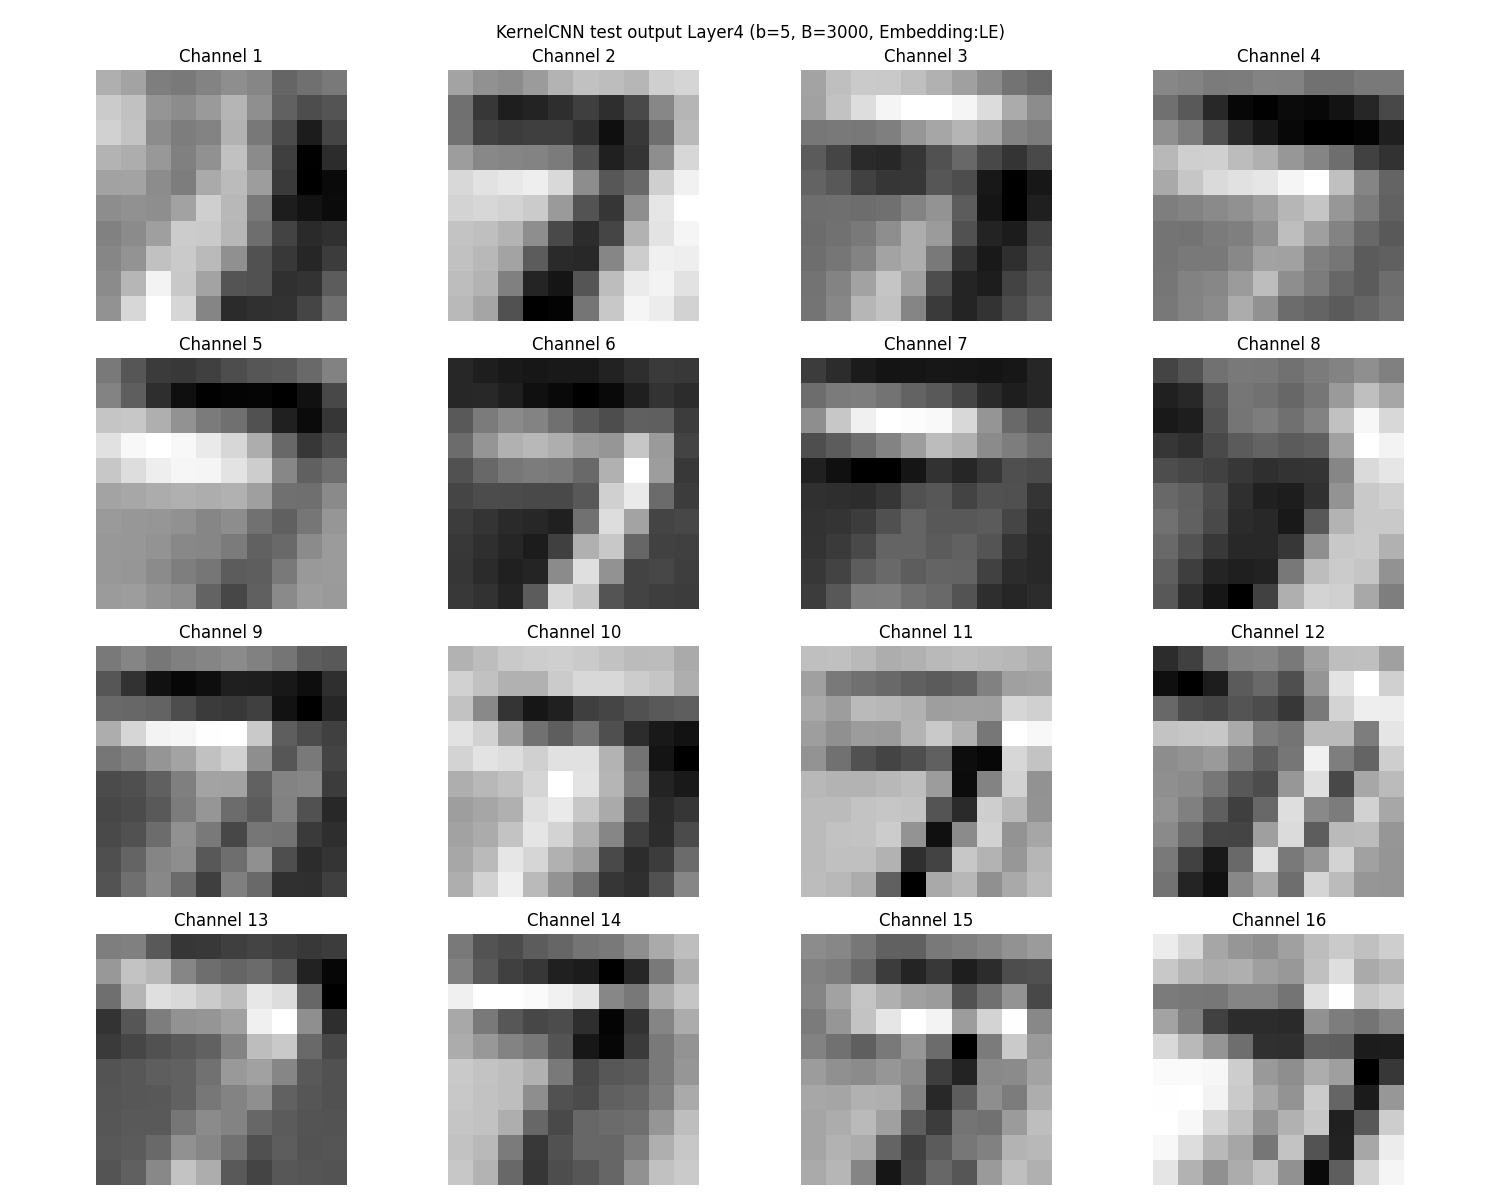 KernelCNN test output Layer4 (b=5, B=3000, Embedding:LE)
Channel 1 Channel 2 Channel 3 Channel 4
Channel 5 Channel 6 Channel 7 Channel 8
Channel 9 Channel 10 Channel 11 Channel 12
Channel 13 Channel 14 Channel 15 Channel 16